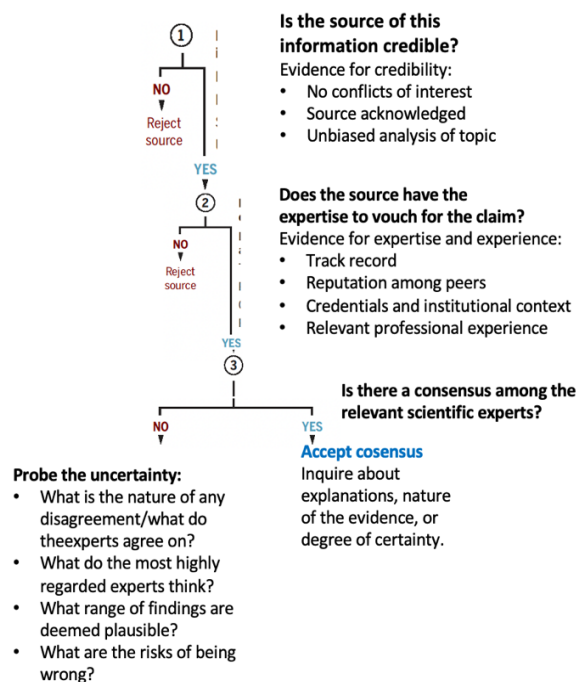 1
Is the source of this
information credible?
Evidence for credibility:
• No conflicts of interest
• Source acknowledged
• Unbiased analysis of topic
NO
Reject
source
YES
2
Does the source have the
expertise to vouch for the claim?
Evidence for expertise and experience:
• Track record
• Reputation among peers
• Credentials and institutional context
• Relevant professional experience
NO
Reject
source
YES
3
Is there a consensus among the
relevant scientific experts?
NO
YES
Probe the uncertainty:
• What is the nature of any
disagreement/what do
theexperts agree on?
• What do the most highly
regarded experts think?
• What range of findings are
deemed plausible?
• What are the risks of being
wrong?
Accept cosensus
Inquire about
explanations, nature
of the evidence, or
degree of certainty.